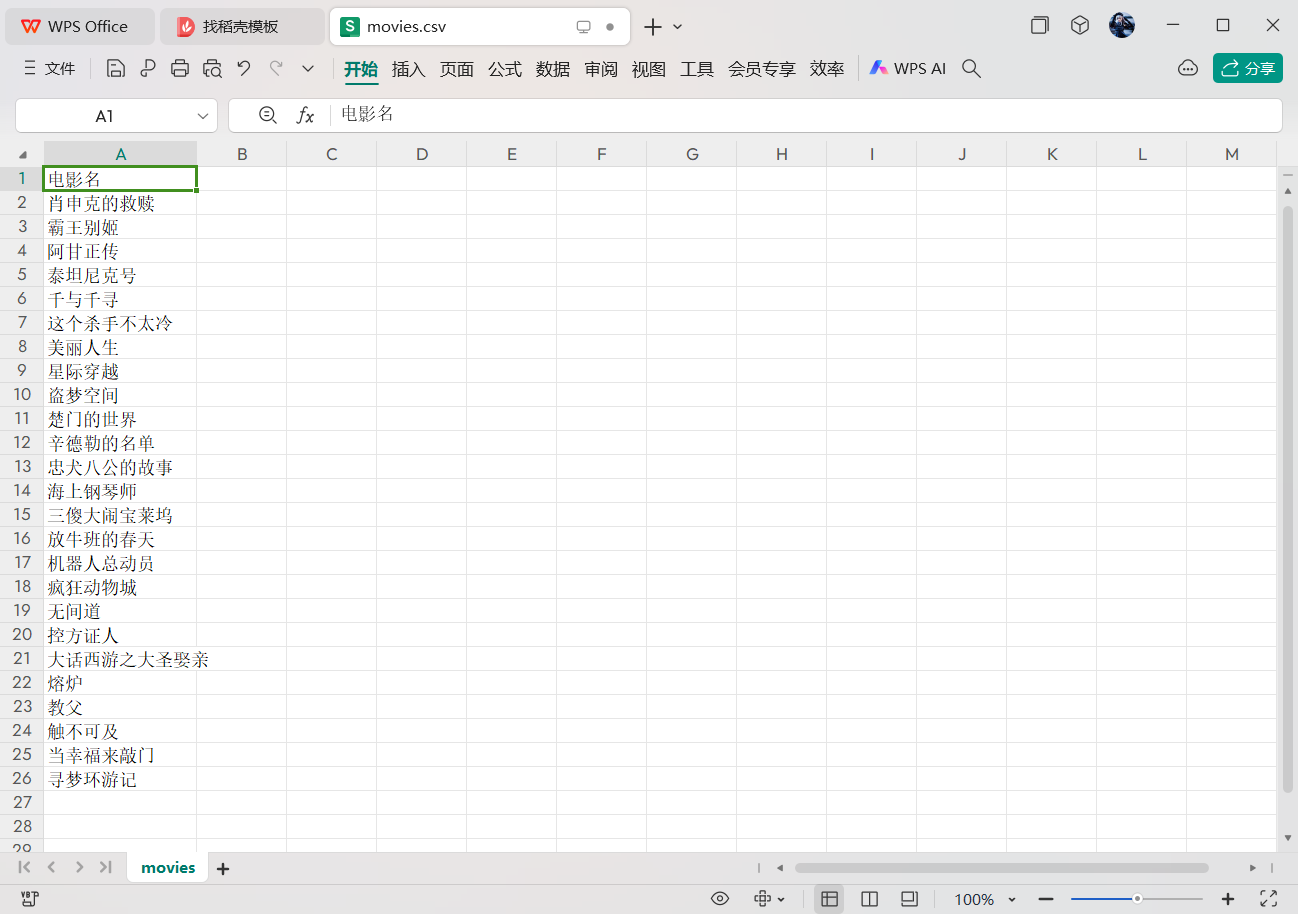 WPS Office 找稻壳模板 S movies.csv
文件 开始 插入 页面 公式 数据 审阅 视图 工具 会员专享 效率 WPS AI 分享
A1 fx 电影名
A B C D E F G H I J K L M
1 电影名
2 肖申克的救赎
3 霸王别姬
4 阿甘正传
5 泰坦尼克号
6 千与千寻
7 这个杀手不太冷
8 美丽人生
9 星际穿越
10 盗梦空间
11 楚门的世界
12 辛德勒的名单
13 忠犬八公的故事
14 海上钢琴师
15 三傻大闹宝莱坞
16 放牛班的春天
17 机器人总动员
18 疯狂动物城
19 无间道
20 控方证人
21 大话西游之大圣娶亲
22 熔炉
23 教父
24 触不可及
25 当幸福来敲门
26 寻梦环游记
27
28
29
movies
100%